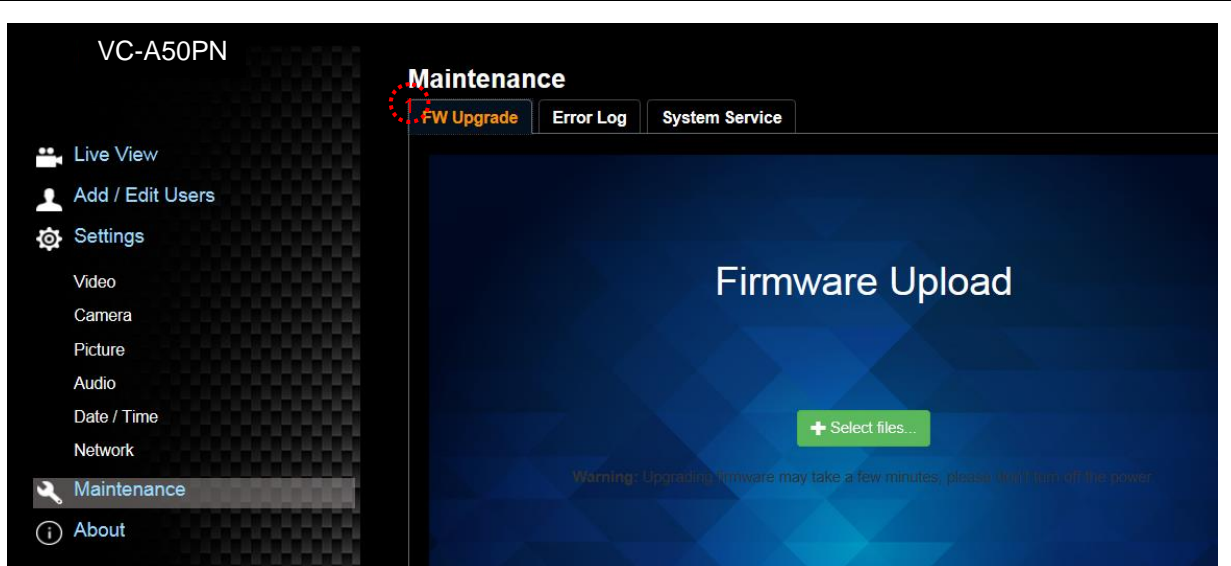 VC-A50PN
Live View
Add / Edit Users
Settings
Video
Camera
Picture
Audio
Date / Time
Network
Maintenance
About
Maintenance
1
FW Upgrade Error Log System Service
Firmware Upload
+ Select files...
Warning: Upgrading firmware may take a few minutes, please don't turn off the power.